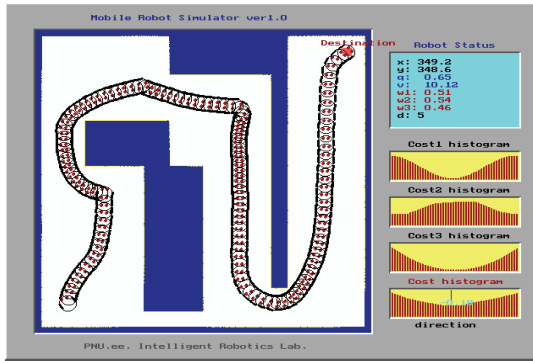 Mobile Robot Simulator ver1.0
Destination
Robot Status
x: 349.2
y: 348.6
q: 0.65
v: 10.12
w1: 0.51
w2: 0.54
w3: 0.46
d: 5
Cost1 histogram
Cost2 histogram
Cost3 histogram
Cost histogram
-0.18
direction
PNU.ee. Intelligent Robotics Lab.